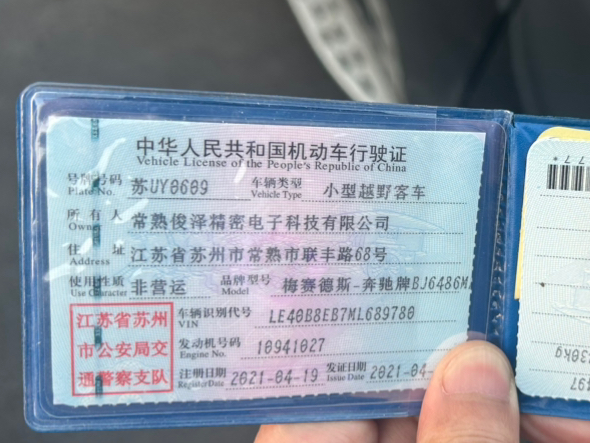 中华人民共和国机动车行驶证
Vehicle License of the People's Republic of China
号牌号码 苏UY0609 车辆类型 小型越野客车
Plate No. Vehicle Type
所有人 常熟俊泽精密电子科技有限公司
Owner
住址 江苏省苏州市常熟市联丰路68号
Address
使用性质 非营运 品牌型号 梅赛德斯-奔驰牌BJ6486M
Use Character Model
江苏省苏州
市公安局交
通警察支队
车辆识别代号 LE40B8EB7ML689780
VIN
发动机号码 10941027
Engine No.
注册日期 2021-04-19 发证日期 2021-04-
Register Date Issue Date